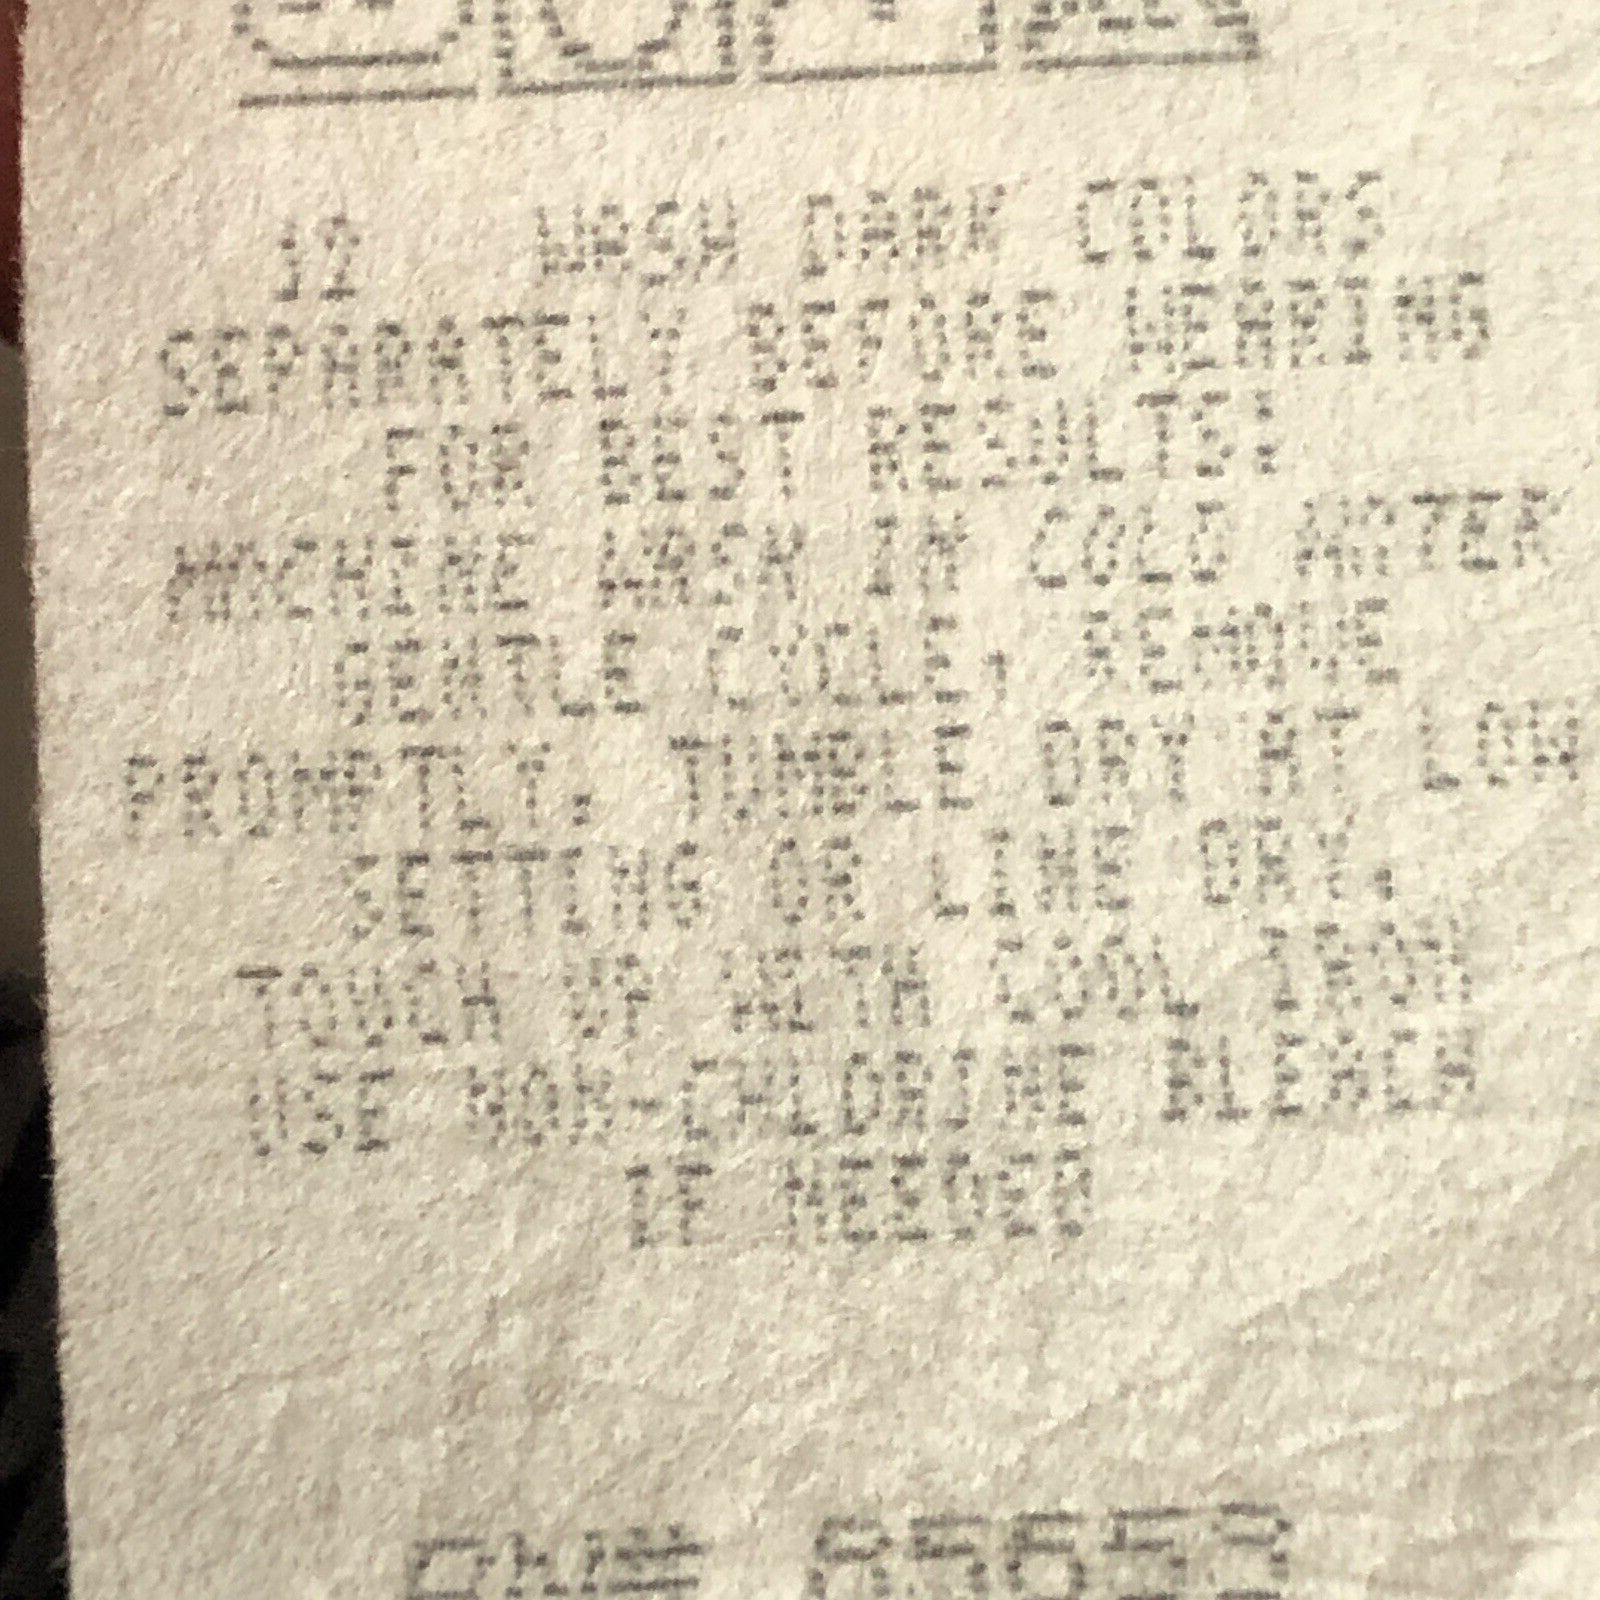 12 WASH DARK COLORS
SEPARATELY BEFORE WEARING
FOR BEST RESULTS:
MACHINE WASH IN COLD WATER
GENTLE CYCLE, REMOVE
PROMPTLY, TUMBLE DRY AT LOW
SETTING OR LINE DRY.
TOUCH UP WITH COOL IRON
USE NON-CHLORINE BLEACH
IF NEEDED